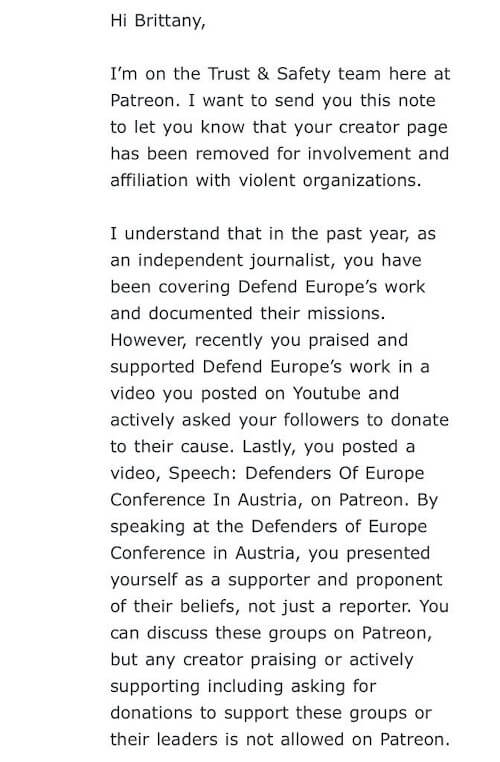 Hi Brittany,
I’m on the Trust & Safety team here at
Patreon. I want to send you this note
to let you know that your creator page
has been removed for involvement and
affiliation with violent organizations.
I understand that in the past year, as
an independent journalist, you have
been covering Defend Europe’s work
and documented their missions.
However, recently you praised and
supported Defend Europe’s work in a
video you posted on Youtube and
actively asked your followers to donate
to their cause. Lastly, you posted a
video, Speech: Defenders Of Europe
Conference In Austria, on Patreon. By
speaking at the Defenders of Europe
Conference in Austria, you presented
yourself as a supporter and proponent
of their beliefs, not just a reporter. You
can discuss these groups on Patreon,
but any creator praising or actively
supporting including asking for
donations to support these groups or
their leaders is not allowed on Patreon.